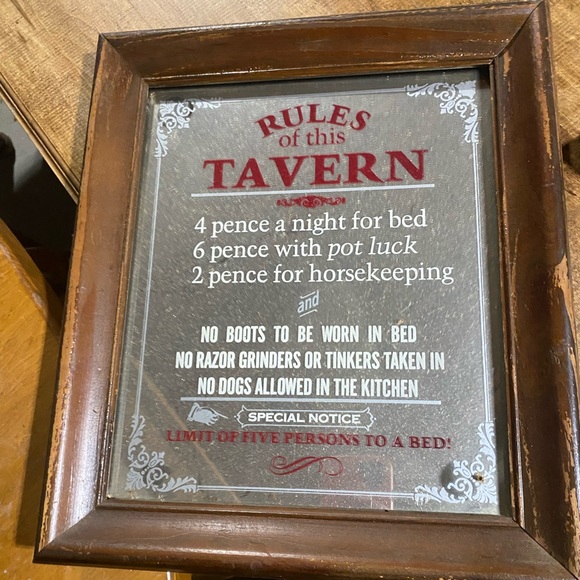 RULES
of this
TAVERN
4 pence a night for bed
6 pence with pot luck
2 pence for horsekeeping
and
NO BOOTS TO BE WORN IN BED
NO RAZOR GRINDERS OR TINKERS TAKEN IN
NO DOGS ALLOWED IN THE KITCHEN
SPECIAL NOTICE
LIMIT OF FIVE PERSONS TO A BED!